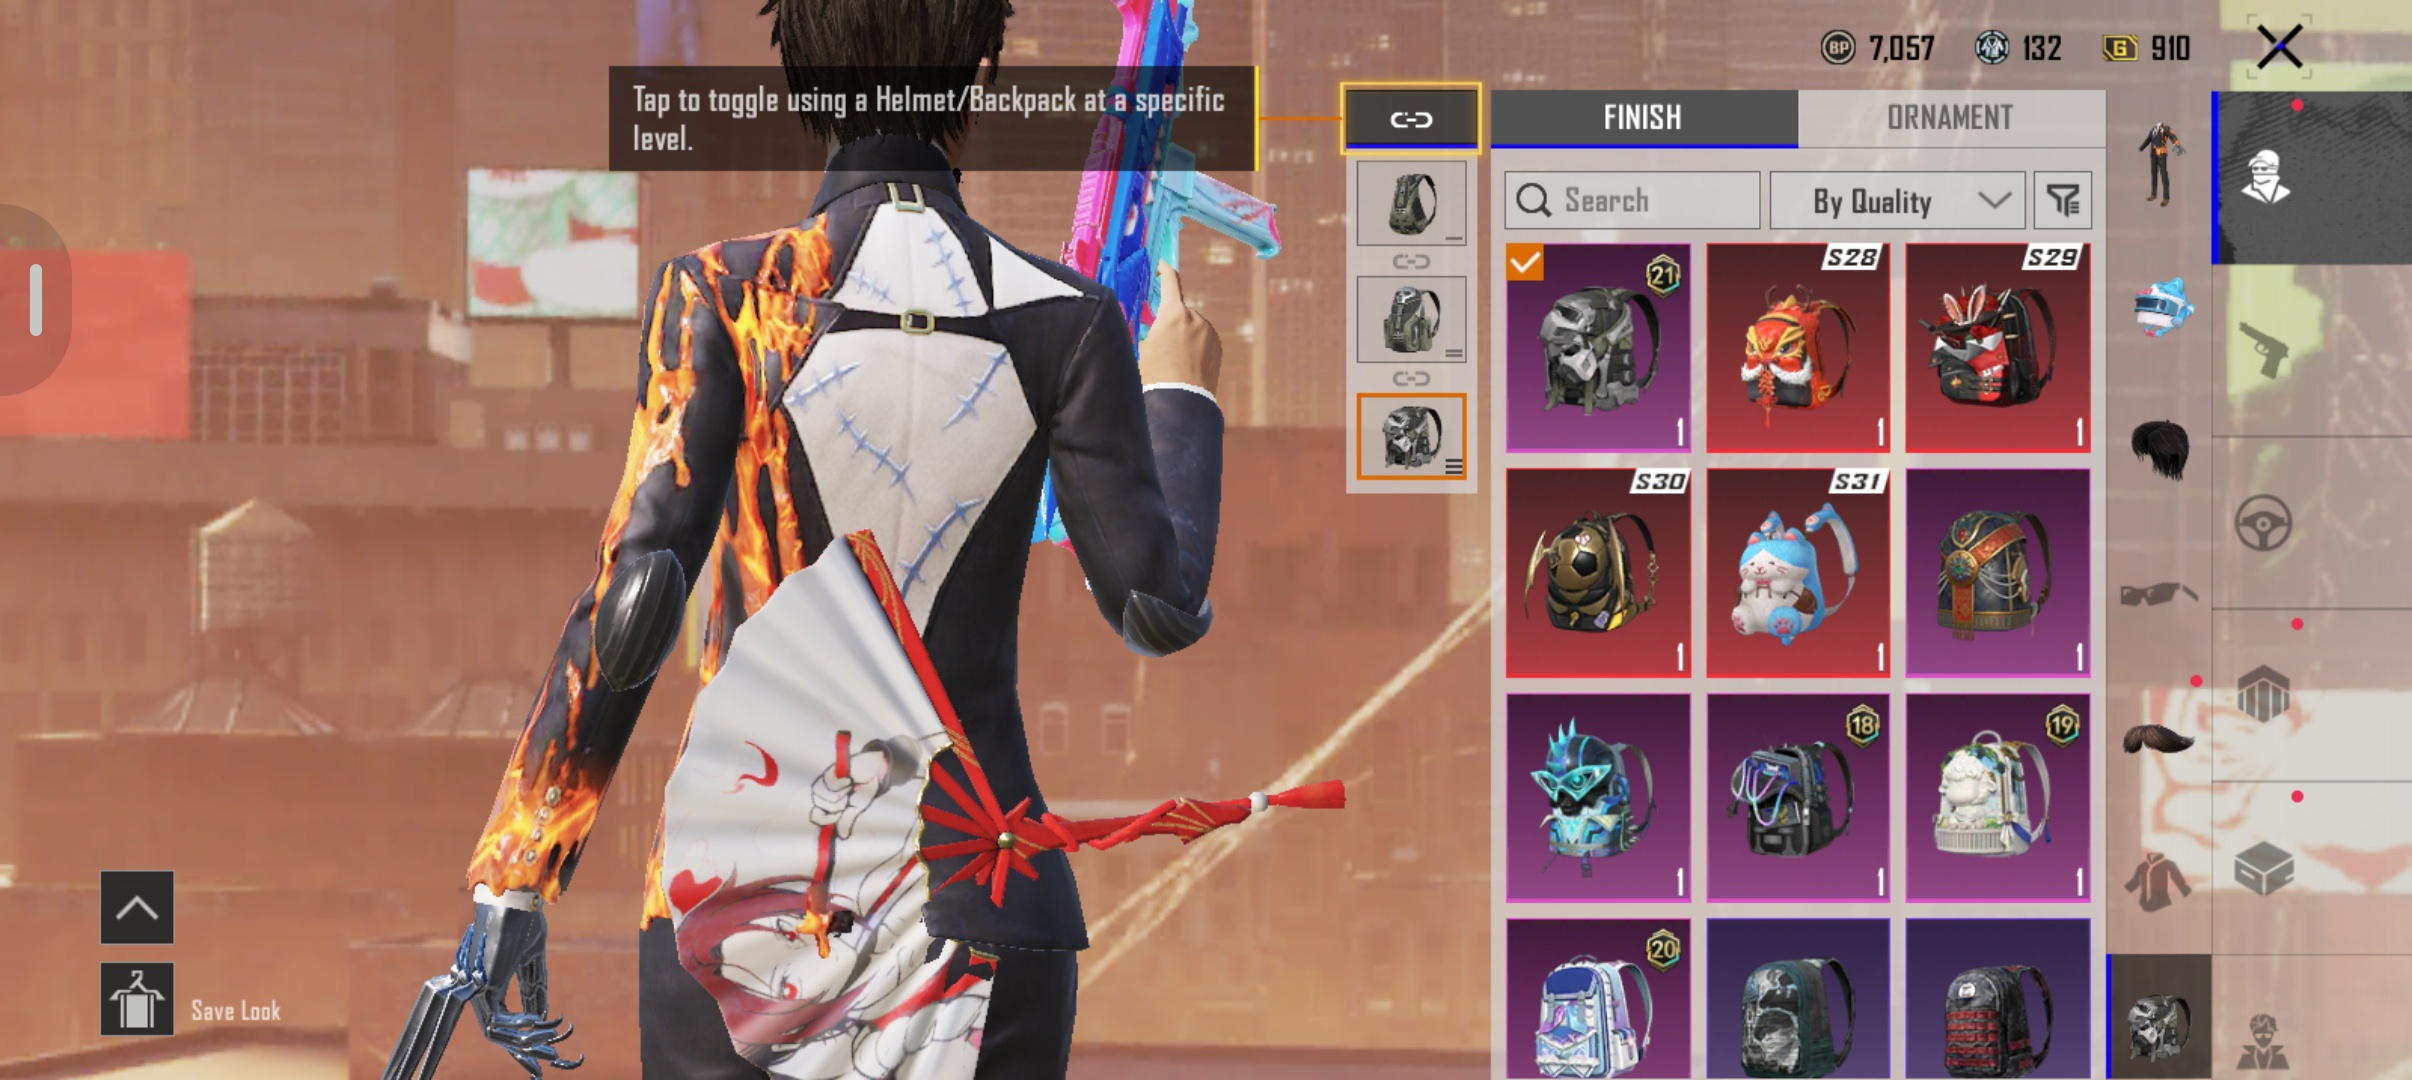 BP 7,057 132 G 910
Tap to toggle using a Helmet/Backpack at a specific
level.
FINISH ORNAMENT
Search By Quality
21 S28 S29
1 1 1
S30 S31
1 1 1
18 19
1 1 1
20
Save Look